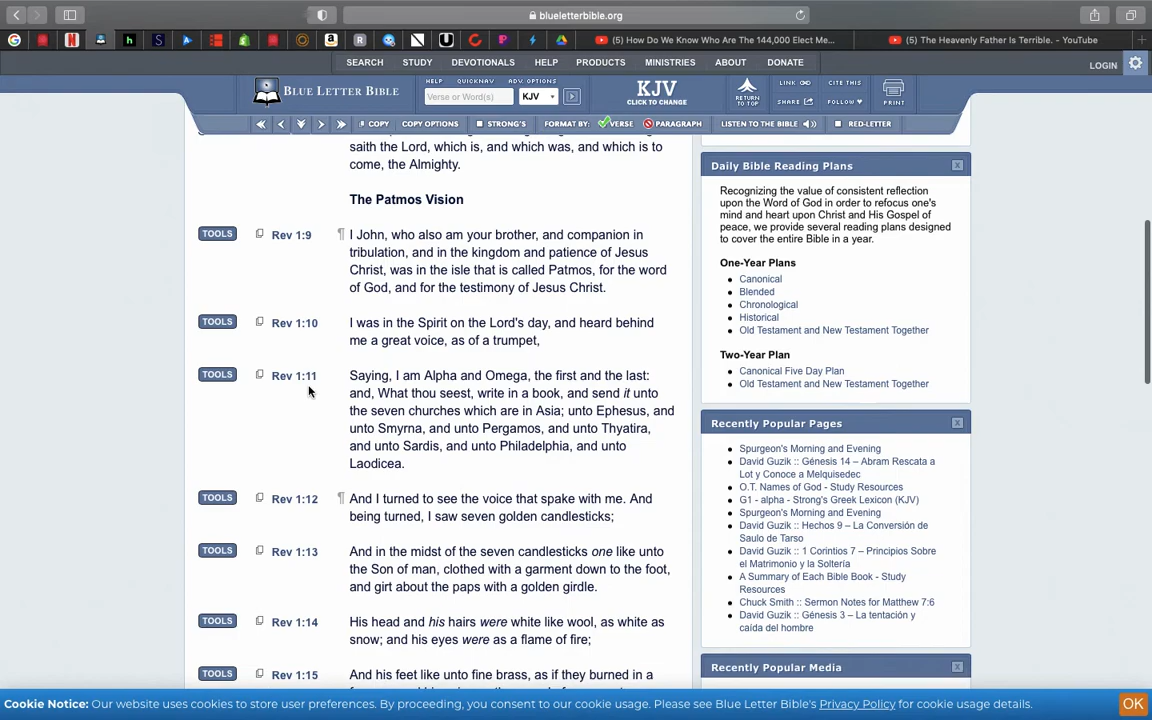 blueletterbible.org
(5) How Do We Know Who Are The 144,000 Elect Me...
(5) The Heavenly Father Is Terrible. - YouTube
SEARCH STUDY DEVOTIONALS HELP PRODUCTS MINISTRIES ABOUT DONATE
LOGIN
BLUE LETTER BIBLE
HELP QUICKNAV ADV. OPTIONS
Verse or Word(s) KJV
KJV
CLICK TO CHANGE
RETURN TO TOP
LINK CITE THIS
SHARE FOLLOW
PRINT
COPY COPY OPTIONS STRONG'S FORMAT BY: VERSE PARAGRAPH LISTEN TO THE BIBLE RED-LETTER
saith the Lord, which is, and which was, and which is to
come, the Almighty.
The Patmos Vision
TOOLS Rev 1:9 ¶ I John, who also am your brother, and companion in
tribulation, and in the kingdom and patience of Jesus
Christ, was in the isle that is called Patmos, for the word
of God, and for the testimony of Jesus Christ.
TOOLS Rev 1:10 I was in the Spirit on the Lord's day, and heard behind
me a great voice, as of a trumpet,
TOOLS Rev 1:11 Saying, I am Alpha and Omega, the first and the last:
and, What thou seest, write in a book, and send it unto
the seven churches which are in Asia; unto Ephesus, and
unto Smyrna, and unto Pergamos, and unto Thyatira,
and unto Sardis, and unto Philadelphia, and unto
Laodicea.
TOOLS Rev 1:12 ¶ And I turned to see the voice that spake with me. And
being turned, I saw seven golden candlesticks;
TOOLS Rev 1:13 And in the midst of the seven candlesticks one like unto
the Son of man, clothed with a garment down to the foot,
and girt about the paps with a golden girdle.
TOOLS Rev 1:14 His head and his hairs were white like wool, as white as
snow; and his eyes were as a flame of fire;
TOOLS Rev 1:15 And his feet like unto fine brass, as if they burned in a
Daily Bible Reading Plans
Recognizing the value of consistent reflection
upon the Word of God in order to refocus one's
mind and heart upon Christ and His Gospel of
peace, we provide several reading plans designed
to cover the entire Bible in a year.
One-Year Plans
Canonical
Blended
Chronological
Historical
Old Testament and New Testament Together
Two-Year Plan
Canonical Five Day Plan
Old Testament and New Testament Together
Recently Popular Pages
Spurgeon's Morning and Evening
David Guzik :: Génesis 14 – Abram Rescata a
Lot y Conoce a Melquisedec
O.T. Names of God - Study Resources
G1 - alpha - Strong's Greek Lexicon (KJV)
Spurgeon's Morning and Evening
David Guzik :: Hechos 9 – La Conversión de
Saulo de Tarso
David Guzik :: 1 Corintios 7 – Principios Sobre
el Matrimonio y la Soltería
A Summary of Each Bible Book - Study
Resources
Chuck Smith :: Sermon Notes for Matthew 7:6
David Guzik :: Génesis 3 – La tentación y
caída del hombre
Recently Popular Media
Cookie Notice: Our website uses cookies to store user preferences. By proceeding, you consent to our cookie usage. Please see Blue Letter Bible's Privacy Policy for cookie usage details. OK